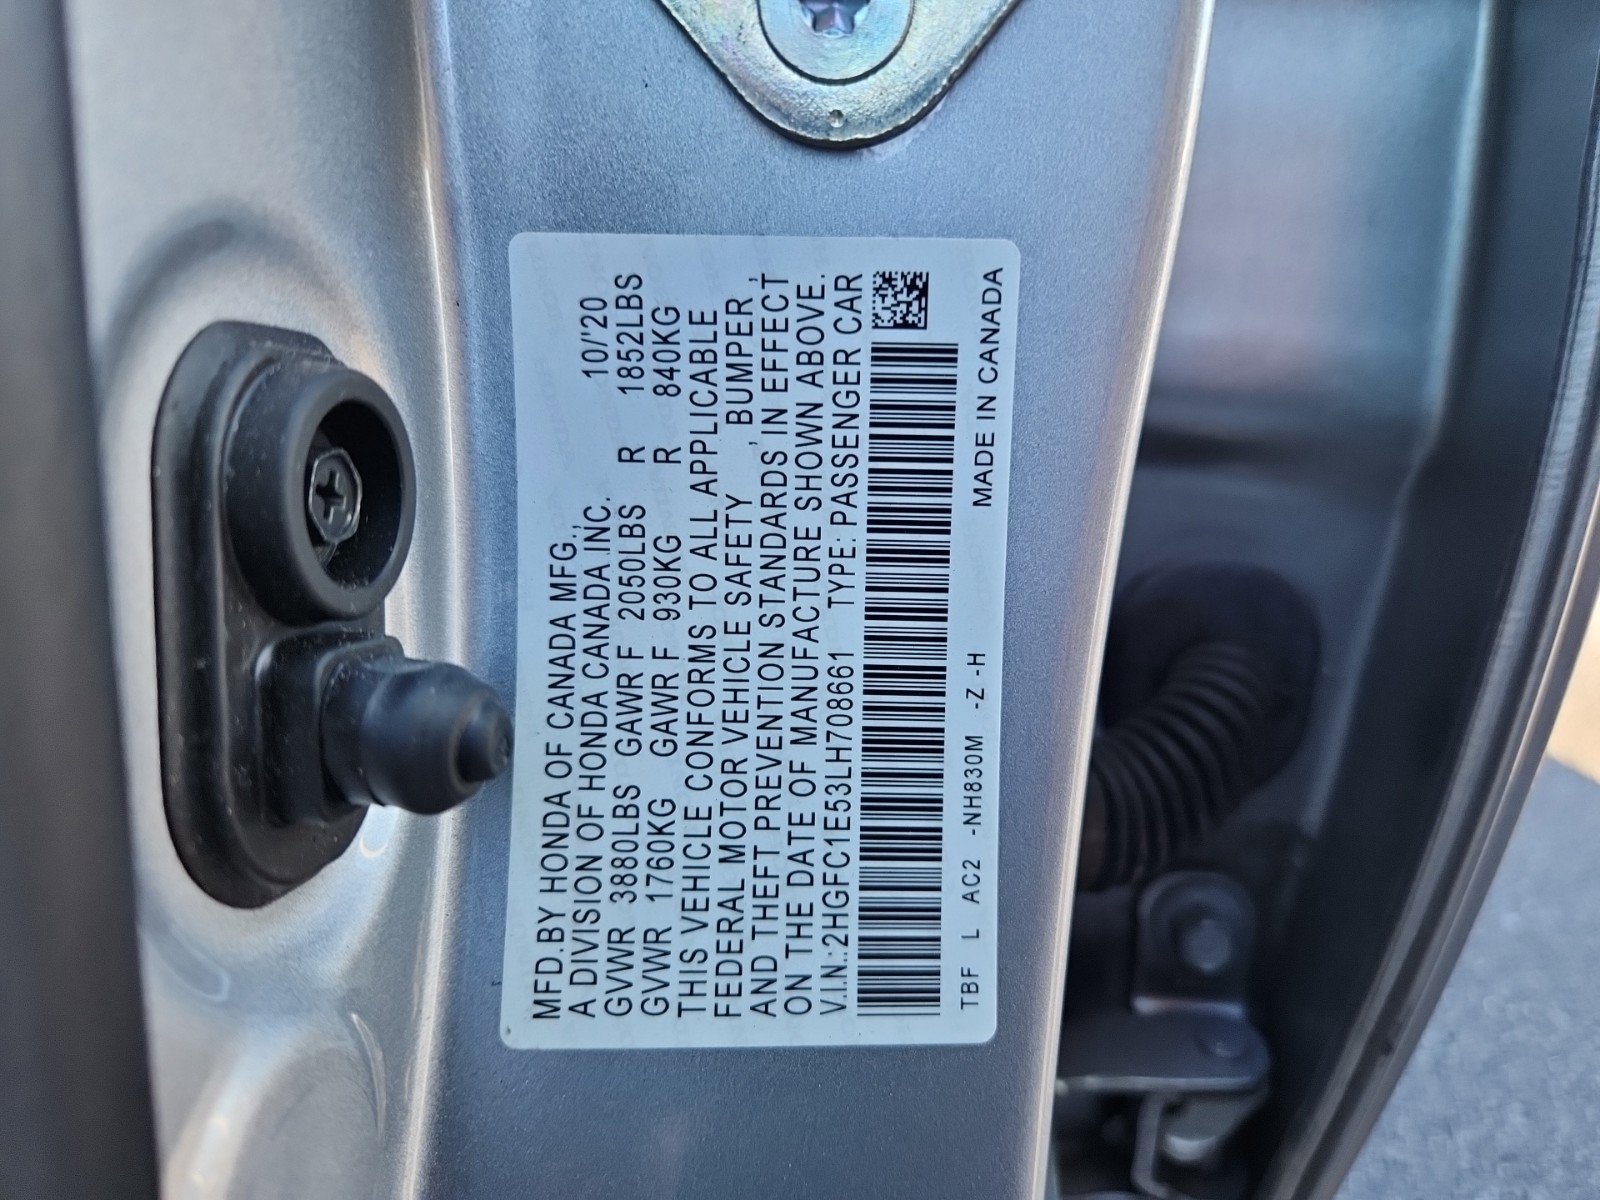 MFD.BY HONDA OF CANADA MFG.,
A DIVISION OF HONDA CANADA INC. 10/'20
GVWR 3880LBS GAWR F 2050LBS R 1852LBS
GVWR 1760KG GAWR F 930KG R 840KG
THIS VEHICLE CONFORMS TO ALL APPLICABLE
FEDERAL MOTOR VEHICLE SAFETY , BUMPER ,
AND THEFT PREVENTION STANDARDS IN EFFECT
ON THE DATE OF MANUFACTURE SHOWN ABOVE.
V.I.N.:2HGFC1E53LH708661 TYPE: PASSENGER CAR
TBF L AC2 -NH830M -Z -H MADE IN CANADA